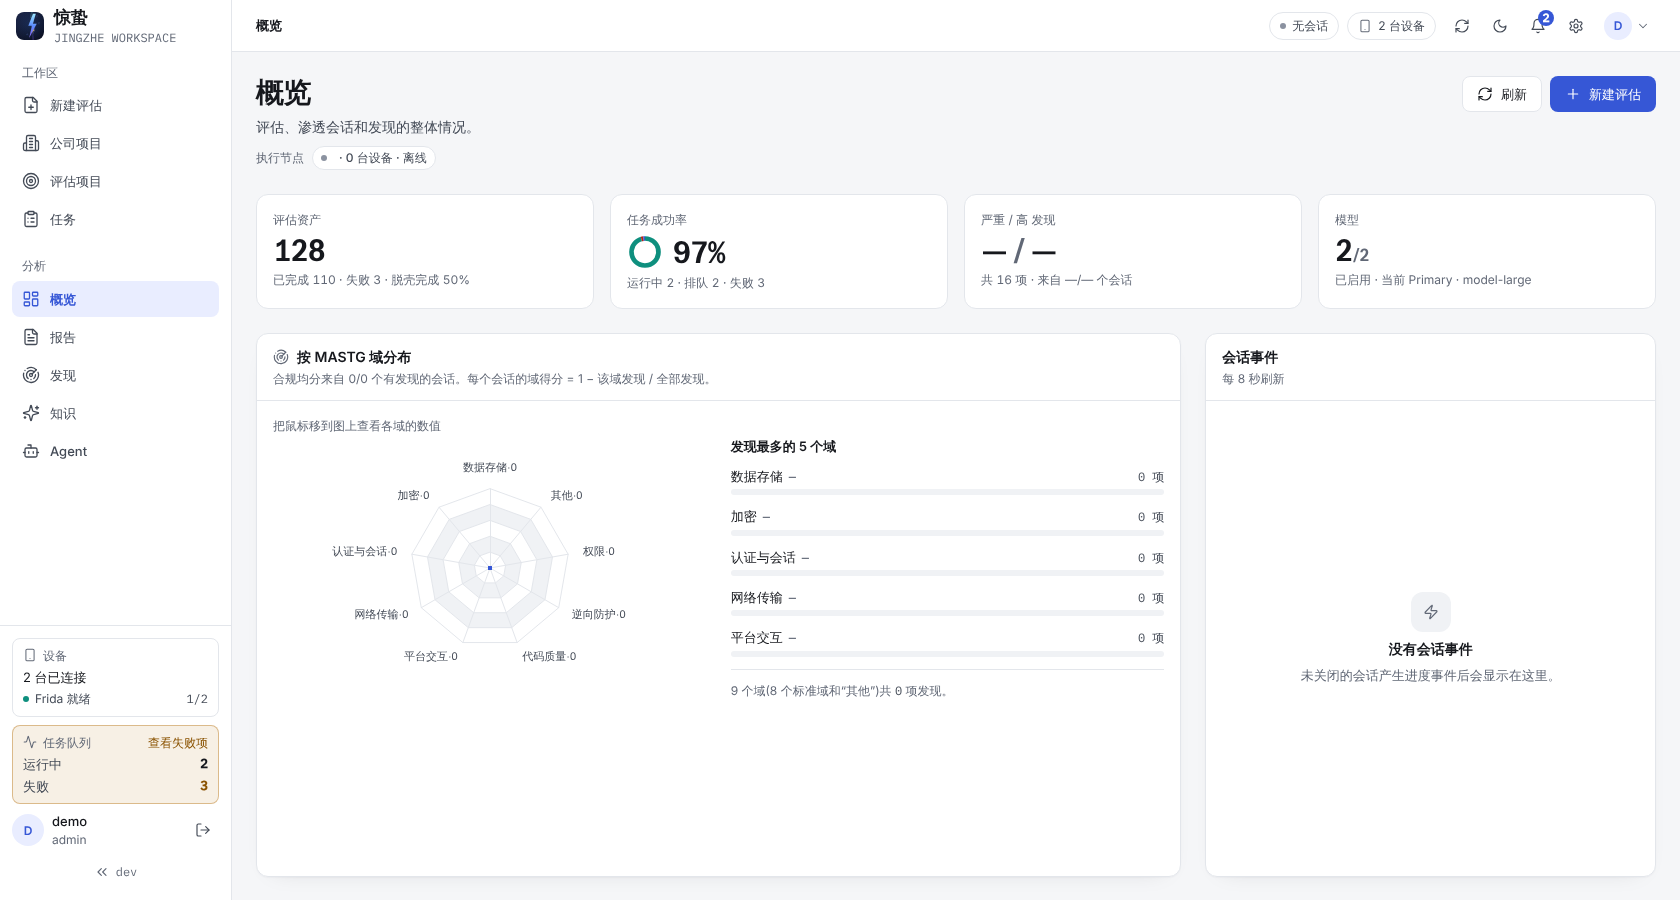 惊蛰
JINGZHE WORKSPACE
工作区
新建评估
公司项目
评估项目
任务
分析
概览
报告
发现
知识
Agent
设备
2 台已连接
Frida 就绪 1/2
任务队列 查看失败项
运行中 2
失败 3
D
demo
admin
dev
概览
无会话
2 台设备
2
D
概览
评估、渗透会话和发现的整体情况。
执行节点 · 0 台设备 · 离线
刷新
新建评估
评估资产
128
已完成 110 · 失败 3 · 脱壳完成 50%
任务成功率
97%
运行中 2 · 排队 2 · 失败 3
严重 / 高 发现
— / —
共 16 项 · 来自 —/— 个会话
模型
2/2
已启用 · 当前 Primary · model-large
按 MASTG 域分布
合规均分来自 0/0 个有发现的会话。每个会话的域得分 = 1 − 该域发现 / 全部发现。
把鼠标移到图上查看各域的数值
数据存储·0
加密·0
其他·0
认证与会话·0
权限·0
网络传输·0
逆向防护·0
平台交互·0
代码质量·0
发现最多的 5 个域
数据存储 — 0 项
加密 — 0 项
认证与会话 — 0 项
网络传输 — 0 项
平台交互 — 0 项
9 个域(8 个标准域和“其他”)共 0 项发现。
会话事件
每 8 秒刷新
没有会话事件
未关闭的会话产生进度事件后会显示在这里。